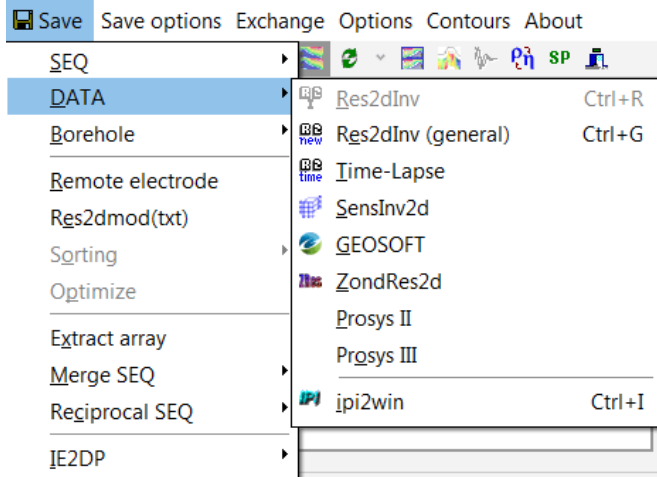 Save Save options Exchange Options Contours About
SEQ
DATA
Borehole
Remote electrode
Res2dmod(txt)
Sorting
Optimize
Extract array
Merge SEQ
Reciprocal SEQ
IE2DP
ρή SP
Res2dInv Ctrl+R
new Res2dInv (general) Ctrl+G
time Time-Lapse
SensInv2d
GEOSOFT
ZondRes2d
Prosys II
Prosys III
IPI ipi2win Ctrl+I